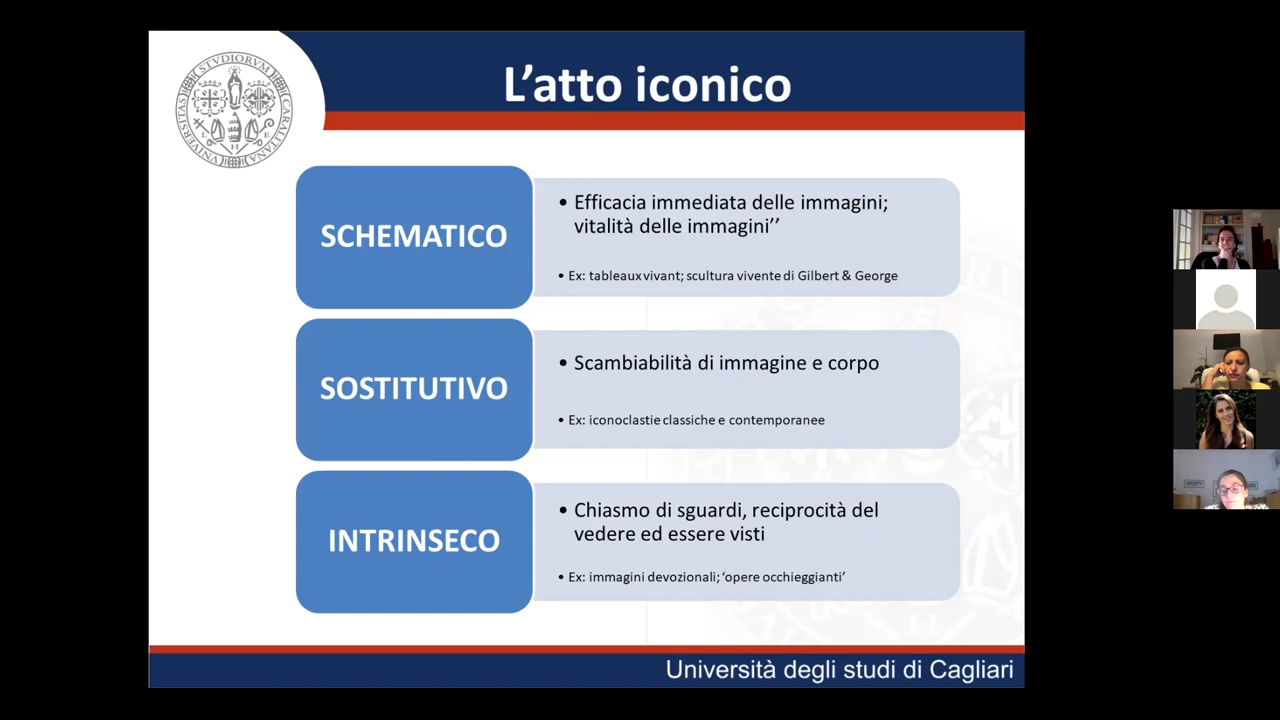 L'atto iconico
SCHEMATICO
• Efficacia immediata delle immagini;
vitalità delle immagini’’
• Ex: tableaux vivant; scultura vivente di Gilbert & George
SOSTITUTIVO
• Scambiabilità di immagine e corpo
• Ex: iconoclastie classiche e contemporanee
INTRINSECO
• Chiasmo di sguardi, reciprocità del
vedere ed essere visti
• Ex: immagini devozionali; ‘opere occhieggianti’
Università degli studi di Cagliari